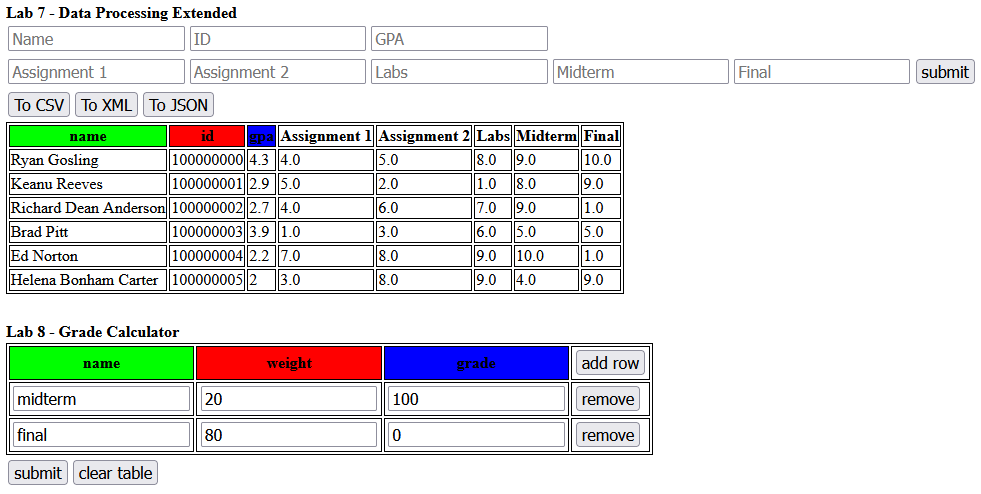 Lab 7 - Data Processing Extended
Name ID GPA
Assignment 1 Assignment 2 Labs Midterm Final submit
To CSV To XML To JSON
name id gpa Assignment 1 Assignment 2 Labs Midterm Final
Ryan Gosling 100000000 4.3 4.0 5.0 8.0 9.0 10.0
Keanu Reeves 100000001 2.9 5.0 2.0 1.0 8.0 9.0
Richard Dean Anderson 100000002 2.7 4.0 6.0 7.0 9.0 1.0
Brad Pitt 100000003 3.9 1.0 3.0 6.0 5.0 5.0
Ed Norton 100000004 2.2 7.0 8.0 9.0 10.0 1.0
Helena Bonham Carter 100000005 2 3.0 8.0 9.0 4.0 9.0
Lab 8 - Grade Calculator
name weight grade add row
midterm 20 100 remove
final 80 0 remove
submit clear table